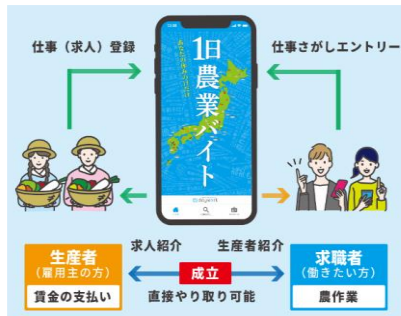 仕事（求人）登録
仕事さがしエントリー
1日農業バイト
求人紹介
生産者紹介
生産者
（雇用主の方）
賃金の支払い
成立
直接やり取り可能
求職者
（働きたい方）
農作業